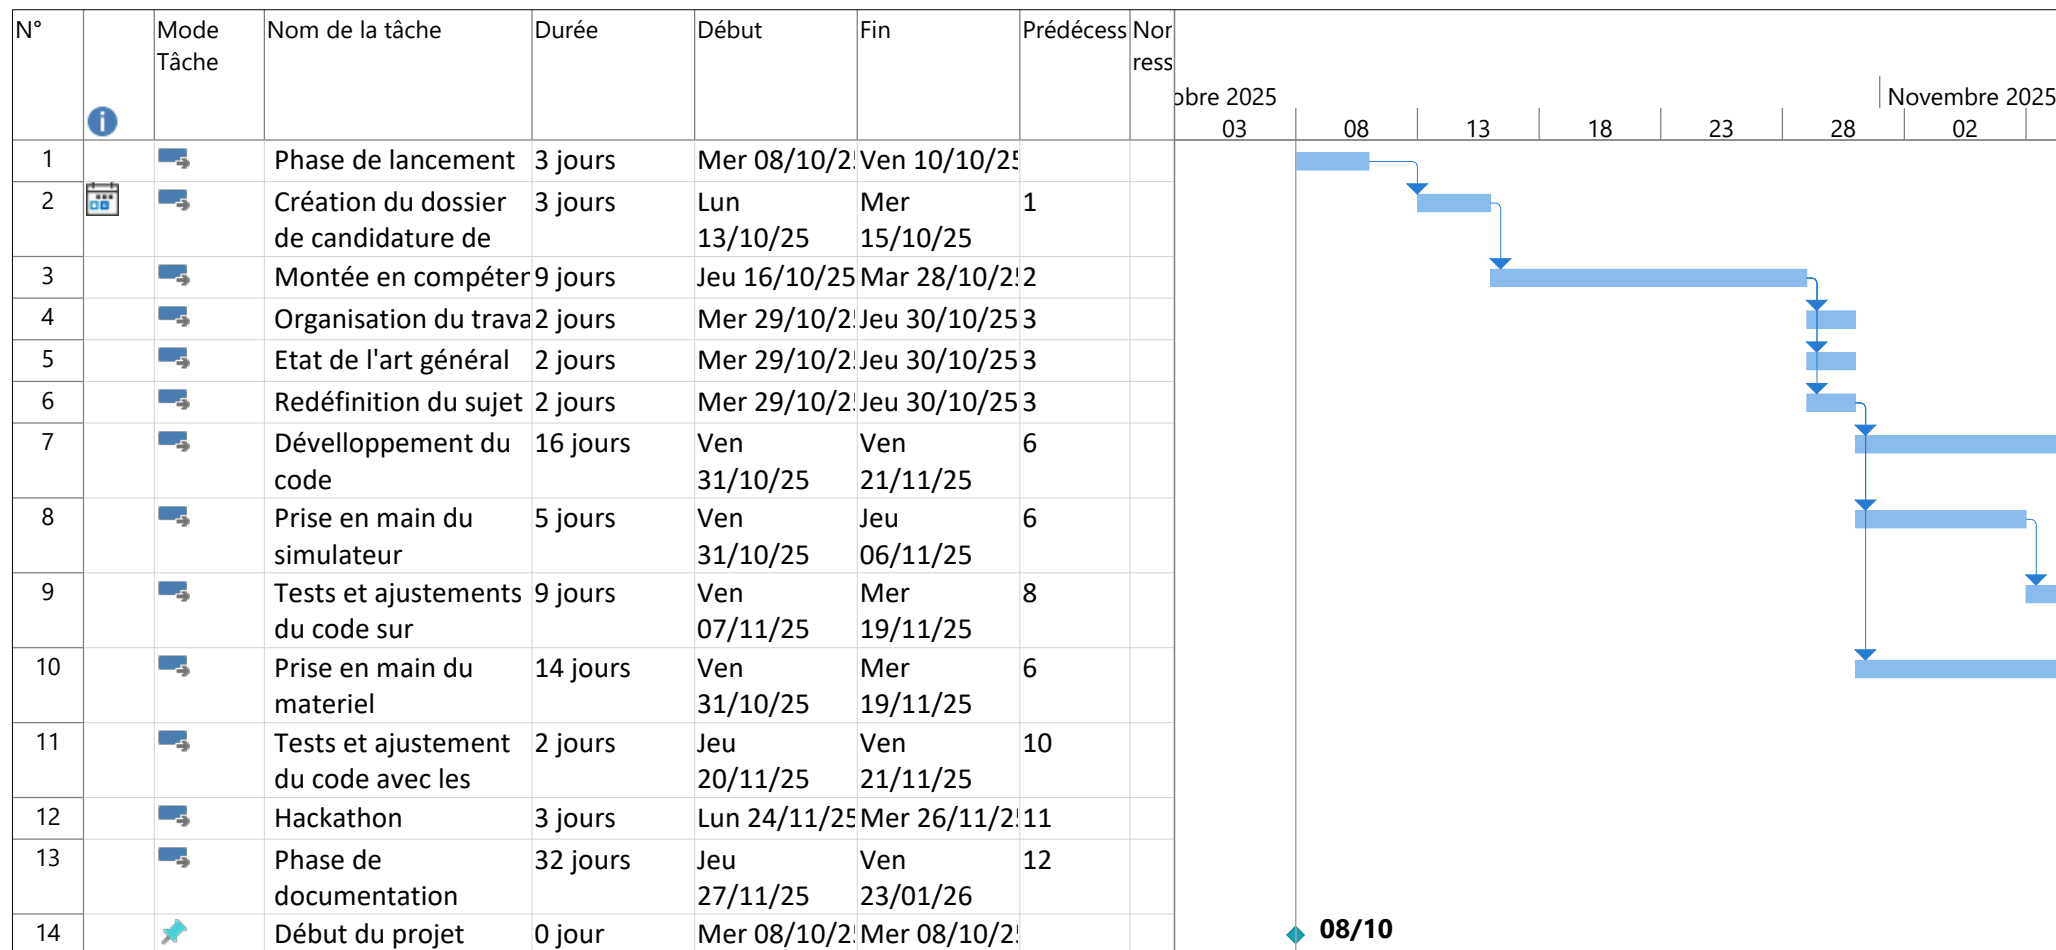 N° Mode Nom de la tâche Durée Début Fin Prédécess Nor
Tâche ress
obre 2025 Novembre 2025
03 08 13 18 23 28 02
1 Phase de lancement 3 jours Mer 08/10/2 Ven 10/10/25
2 Création du dossier 3 jours Lun Mer 1
de candidature de 13/10/25 15/10/25
3 Montée en compéten 9 jours Jeu 16/10/25 Mar 28/10/2 2
4 Organisation du trava 2 jours Mer 29/10/2 Jeu 30/10/25 3
5 Etat de l'art général 2 jours Mer 29/10/2 Jeu 30/10/25 3
6 Redéfinition du sujet 2 jours Mer 29/10/2 Jeu 30/10/25 3
7 Dévelloppement du 16 jours Ven Ven 6
code 31/10/25 21/11/25
8 Prise en main du 5 jours Ven Jeu 6
simulateur 31/10/25 06/11/25
9 Tests et ajustements 9 jours Ven Mer 8
du code sur 07/11/25 19/11/25
10 Prise en main du 14 jours Ven Mer 6
materiel 31/10/25 19/11/25
11 Tests et ajustement 2 jours Jeu Ven 10
du code avec les 20/11/25 21/11/25
12 Hackathon 3 jours Lun 24/11/25 Mer 26/11/2 11
13 Phase de 32 jours Jeu Ven 12
documentation 27/11/25 23/01/26
14 Début du projet 0 jour Mer 08/10/2 Mer 08/10/2 08/10